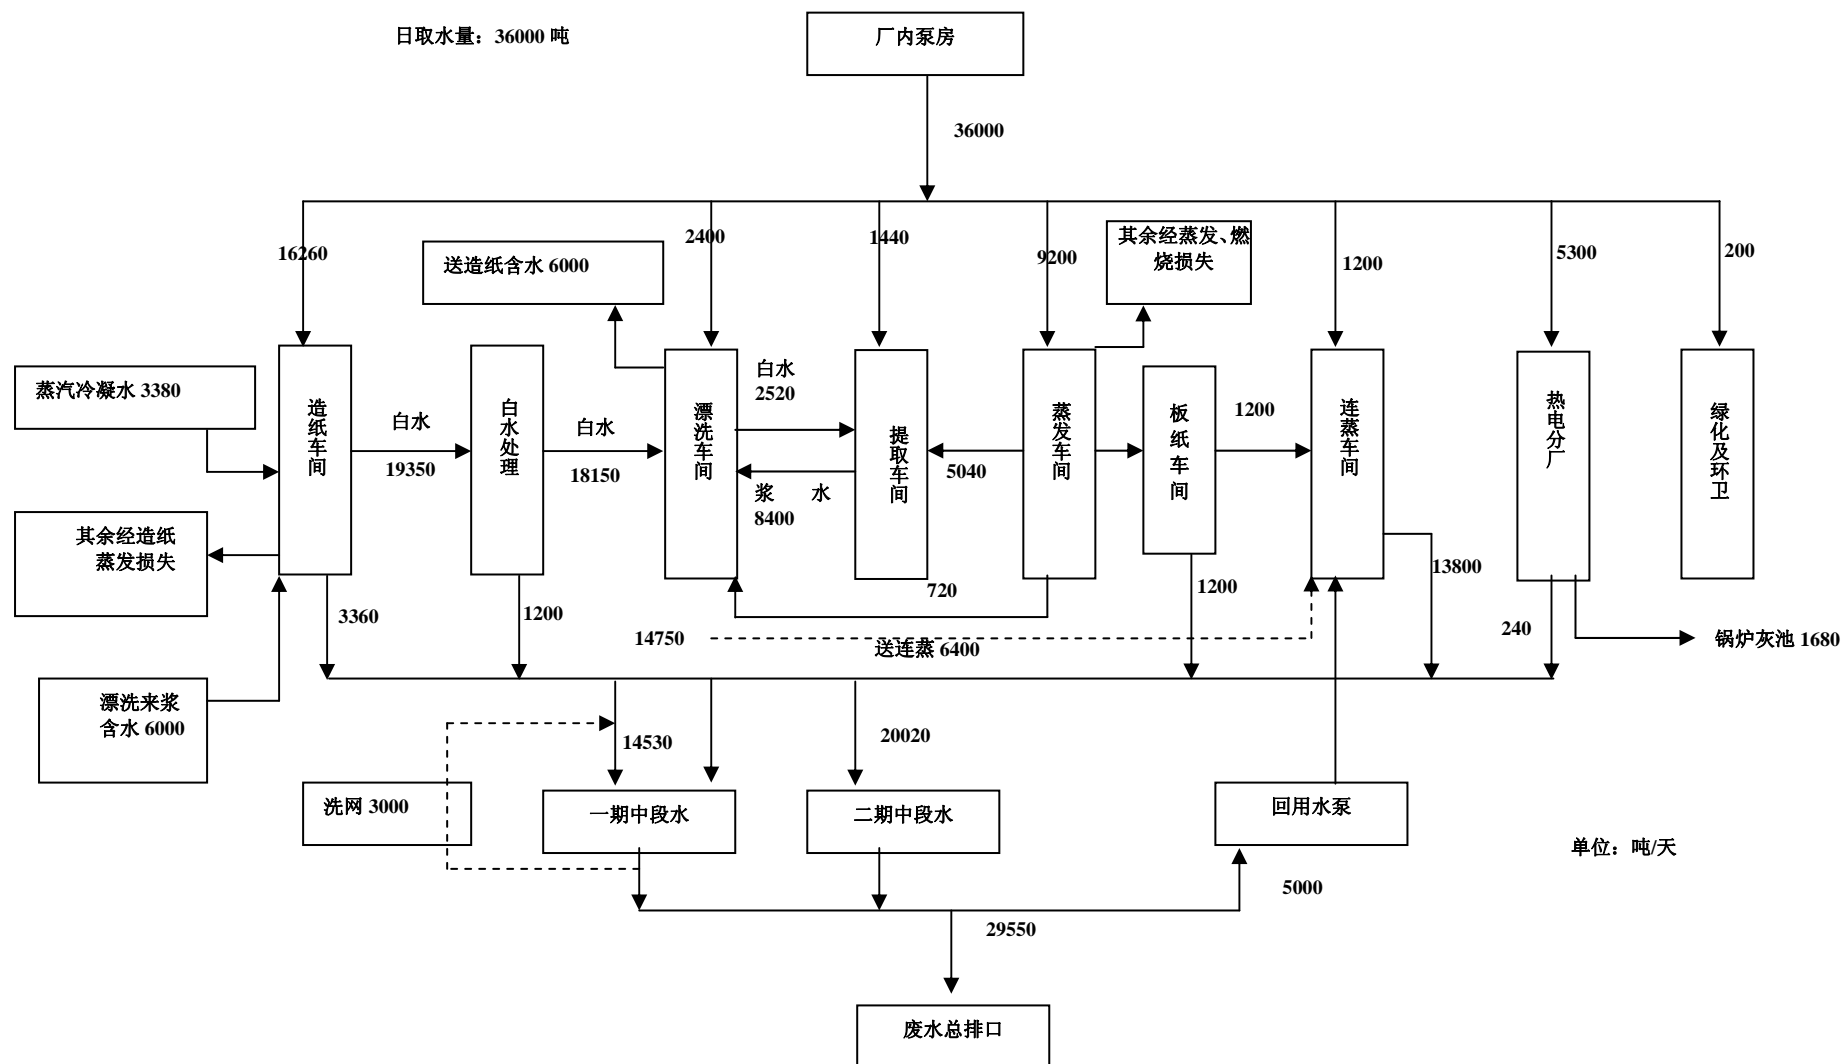 日取水量：36000 吨
厂内泵房
36000
16260
2400
1440
9200
1200
5300
200
送造纸含水 6000
其余经蒸发、燃
烧损失
蒸汽冷凝水 3380
造纸车间
白水
19350
白水处理
白水
18150
漂洗车间
白水
2520
浆 水
8400
提取车间
5040
蒸发车间
板纸车间
1200
连蒸车间
热电分厂
绿化及环卫
其余经造纸
蒸发损失
3360
1200
720
1200
13800
240
锅炉灰池 1680
14750
送连蒸 6400
漂洗来浆
含水 6000
14530
20020
洗网 3000
一期中段水
二期中段水
回用水泵
单位：吨/天
5000
29550
废水总排口